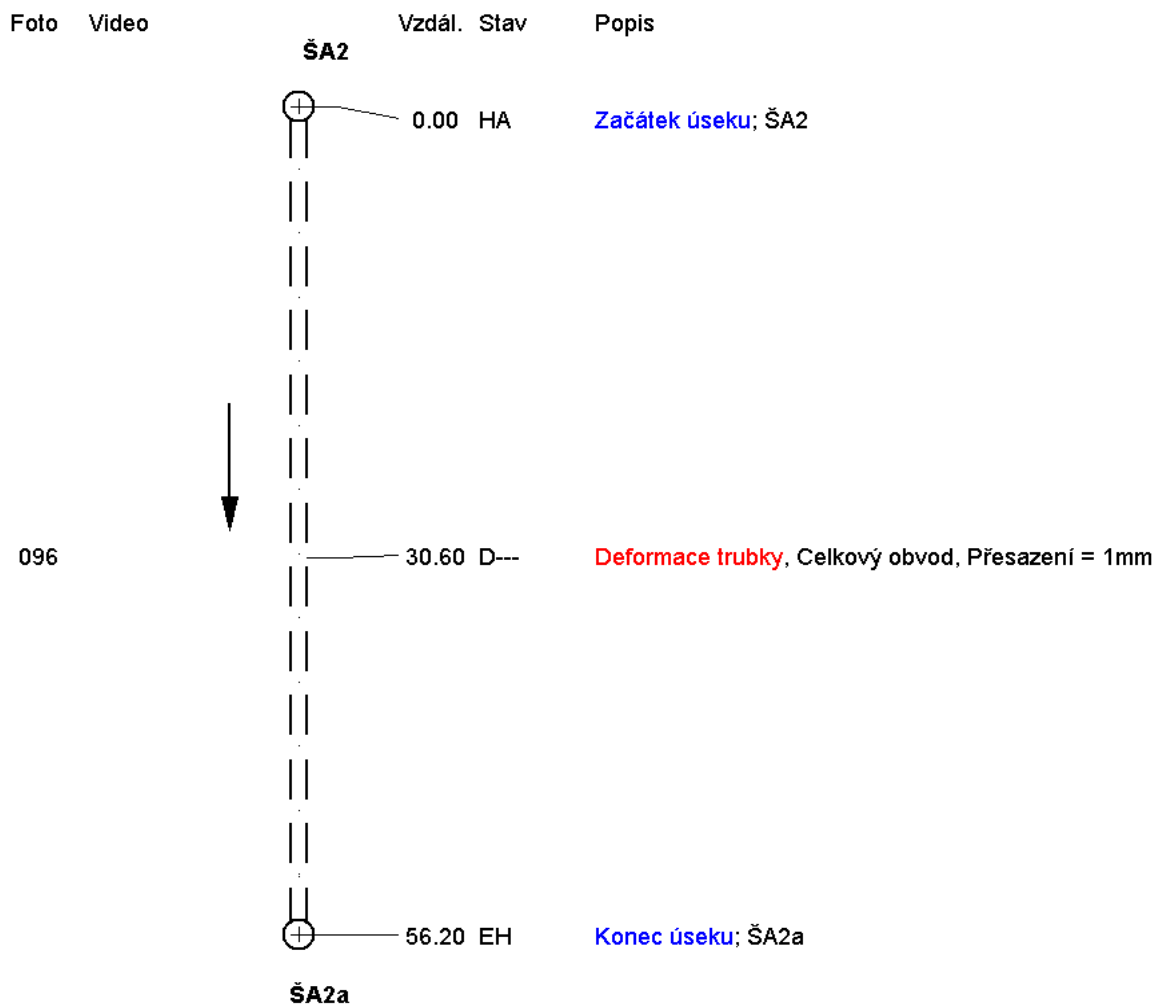 Foto Video Vzdál. Stav Popis
ŠA2
0.00 HA Začátek úseku; ŠA2
096 30.60 D--- Deformace trubky, Celkový obvod, Přesazení = 1mm
56.20 EH Konec úseku; ŠA2a
ŠA2a